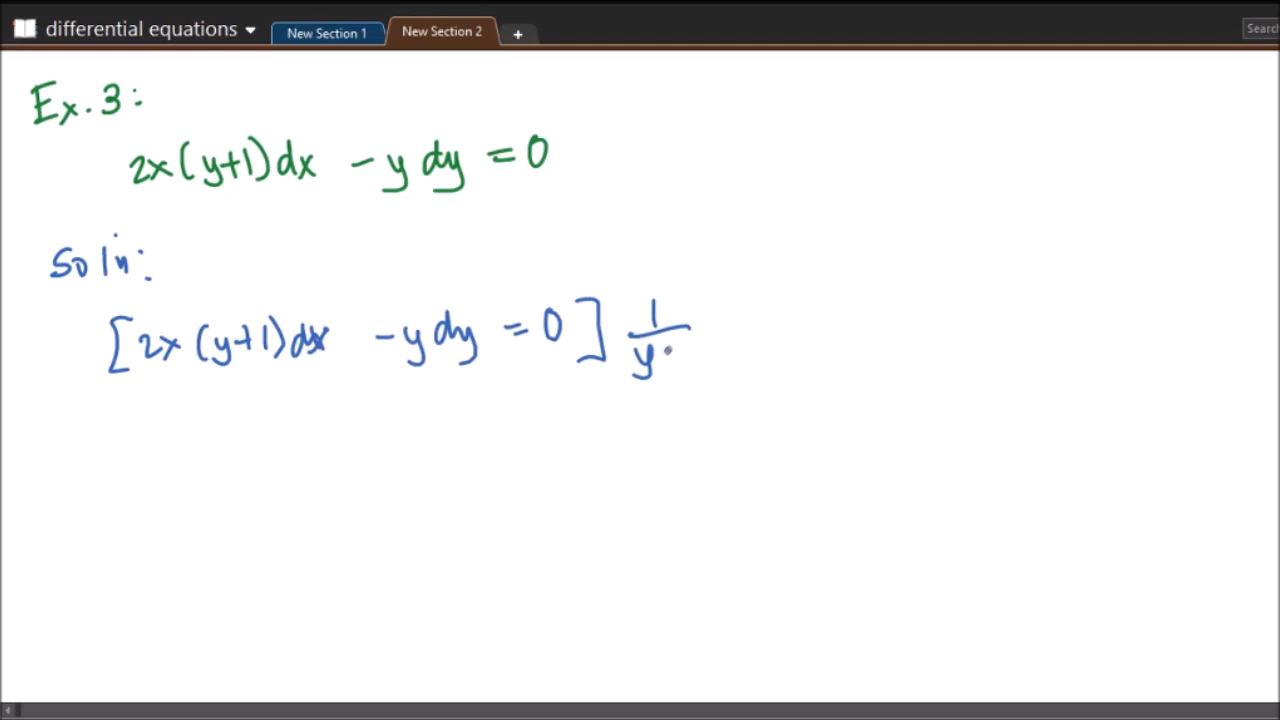 differential equations
New Section 1
New Section 2
+
Search
Ex. 3:
2x(y+1)dx - y dy = 0
Soln:
[2x(y+1)dx - y dy = 0] 1/y